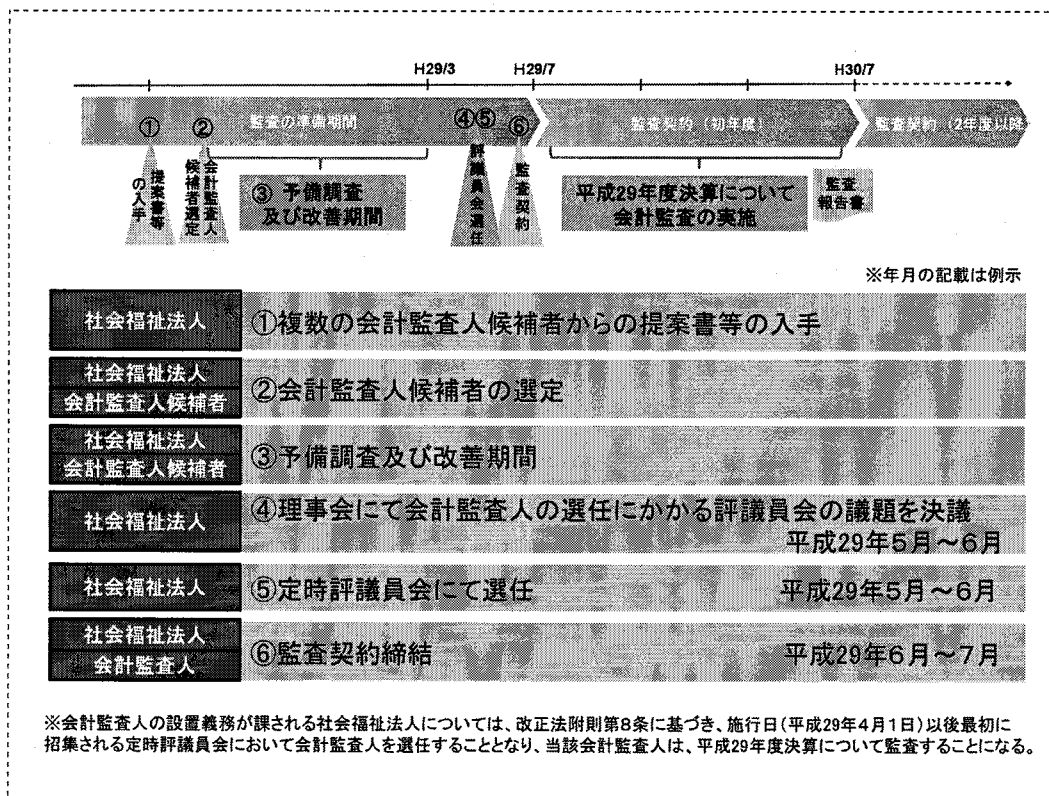 H29/3 H29/7 H30/7
① ② 監査の準備期間 ④⑤ ⑥ 監査契約（初年度） 監査契約（2年度以降
提案書等の入手
会計監査人候補者選定
③ 予備調査
及び改善期間
評議員会選任
監査契約
平成29年度決算について
会計監査の実施
監査
報告書
※年月の記載は例示
社会福祉法人 ①複数の会計監査人候補者からの提案書等の入手
社会福祉法人
会計監査人候補者 ②会計監査人候補者の選定
社会福祉法人
会計監査人候補者 ③予備調査及び改善期間
社会福祉法人 ④理事会にて会計監査人の選任にかかる評議員会の議題を決議
平成29年5月～6月
社会福祉法人 ⑤定時評議員会にて選任 平成29年5月～6月
社会福祉法人
会計監査人 ⑥監査契約締結 平成29年6月～7月
※会計監査人の設置義務が課される社会福祉法人については、改正法附則第8条に基づき、施行日(平成29年4月1日)以後最初に
招集される定時評議員会において会計監査人を選任することとなり、当該会計監査人は、平成29年度決算について監査することになる。